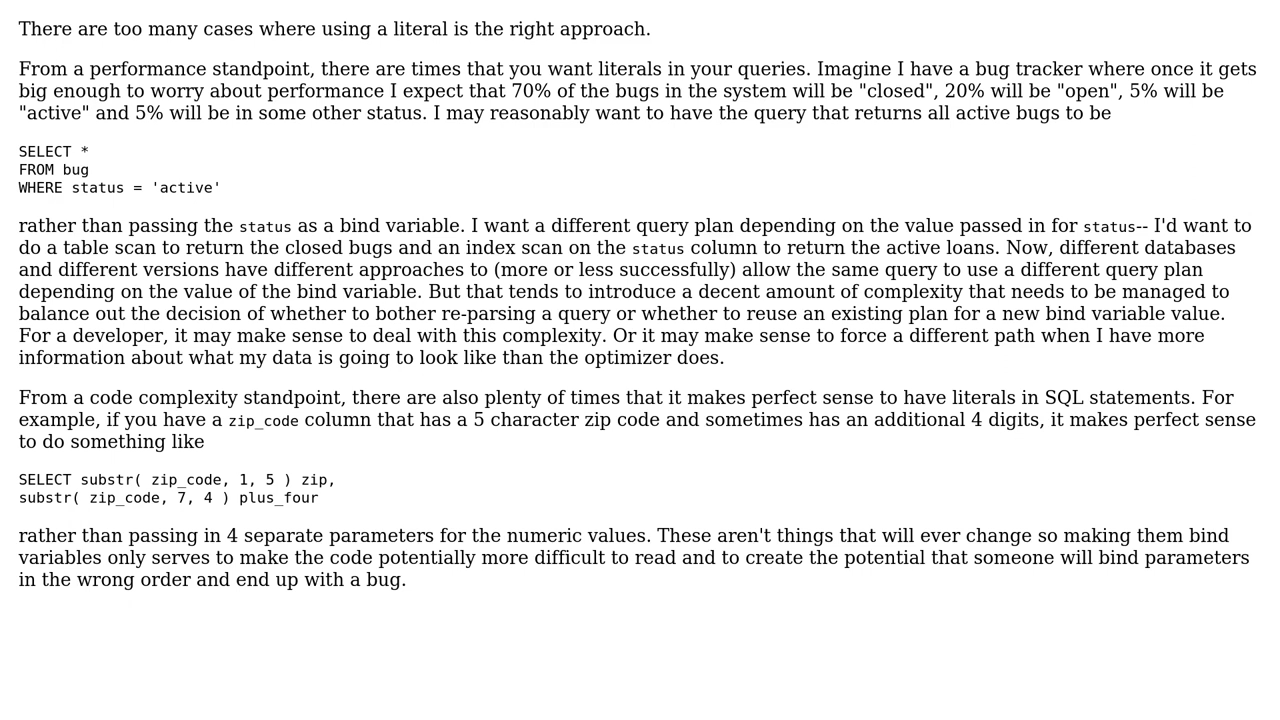 There are too many cases where using a literal is the right approach.
From a performance standpoint, there are times that you want literals in your queries. Imagine I have a bug tracker where once it gets
big enough to worry about performance I expect that 70% of the bugs in the system will be "closed", 20% will be "open", 5% will be
"active" and 5% will be in some other status. I may reasonably want to have the query that returns all active bugs to be
SELECT *
FROM bug
WHERE status = 'active'
rather than passing the status as a bind variable. I want a different query plan depending on the value passed in for status-- I'd want to
do a table scan to return the closed bugs and an index scan on the status column to return the active loans. Now, different databases
and different versions have different approaches to (more or less successfully) allow the same query to use a different query plan
depending on the value of the bind variable. But that tends to introduce a decent amount of complexity that needs to be managed to
balance out the decision of whether to bother re-parsing a query or whether to reuse an existing plan for a new bind variable value.
For a developer, it may make sense to deal with this complexity. Or it may make sense to force a different path when I have more
information about what my data is going to look like than the optimizer does.
From a code complexity standpoint, there are also plenty of times that it makes perfect sense to have literals in SQL statements. For
example, if you have a zip_code column that has a 5 character zip code and sometimes has an additional 4 digits, it makes perfect sense
to do something like
SELECT substr( zip_code, 1, 5 ) zip,
substr( zip_code, 7, 4 ) plus_four
rather than passing in 4 separate parameters for the numeric values. These aren't things that will ever change so making them bind
variables only serves to make the code potentially more difficult to read and to create the potential that someone will bind parameters
in the wrong order and end up with a bug.